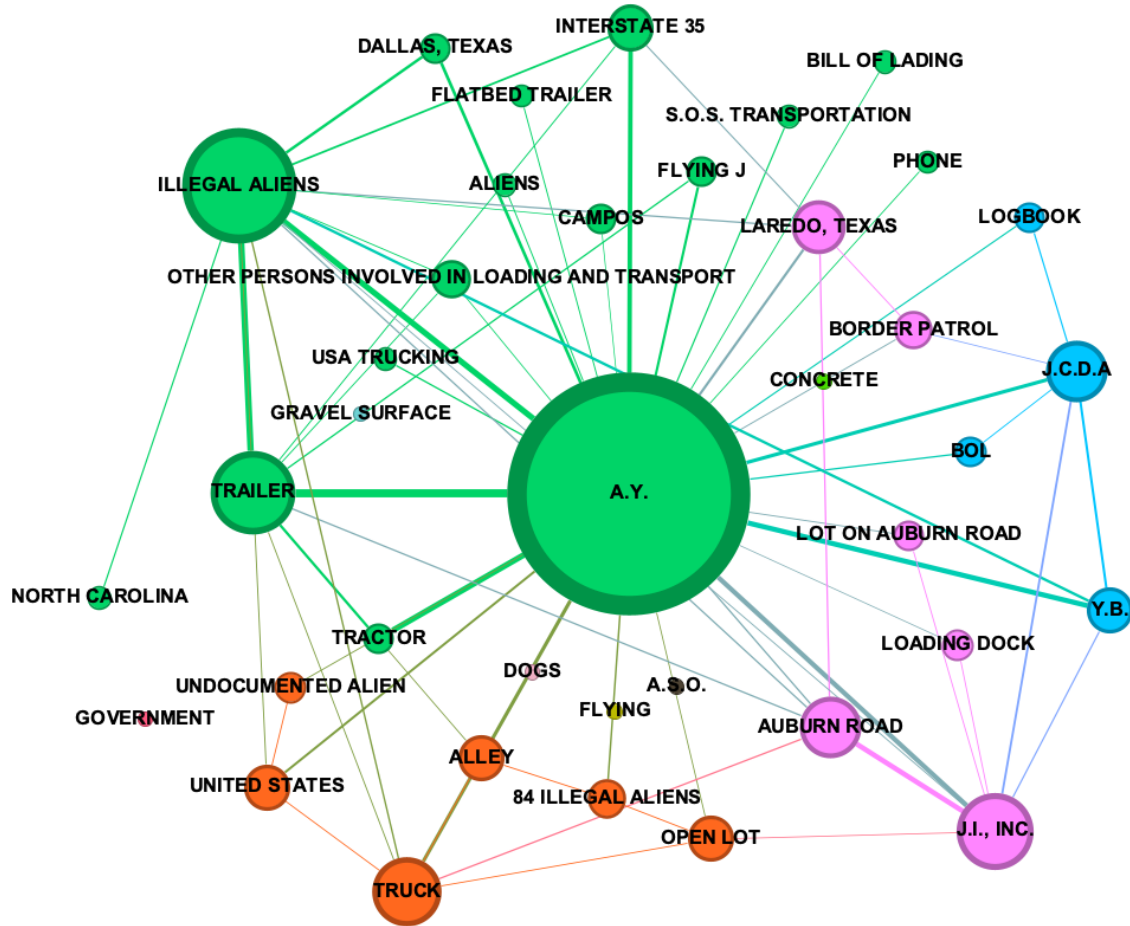 INTERSTATE 35
DALLAS, TEXAS
BILL OF LADING
FLATBED TRAILER
S.O.S. TRANSPORTATION
PHONE
FLYING J
ILLEGAL ALIENS
ALIENS
CAMPOS
LAREDO, TEXAS
LOGBOOK
OTHER PERSONS INVOLVED IN LOADING AND TRANSPORT
BORDER PATROL
USA TRUCKING
CONCRETE
J.C.D.A
GRAVEL SURFACE
BOL
TRAILER
A.Y.
LOT ON AUBURN ROAD
NORTH CAROLINA
Y.B.
TRACTOR
LOADING DOCK
DOGS
UNDOCUMENTED ALIEN
A.S.O.
GOVERNMENT
FLYING
AUBURN ROAD
ALLEY
UNITED STATES
84 ILLEGAL ALIENS
OPEN LOT
J.I., INC.
TRUCK